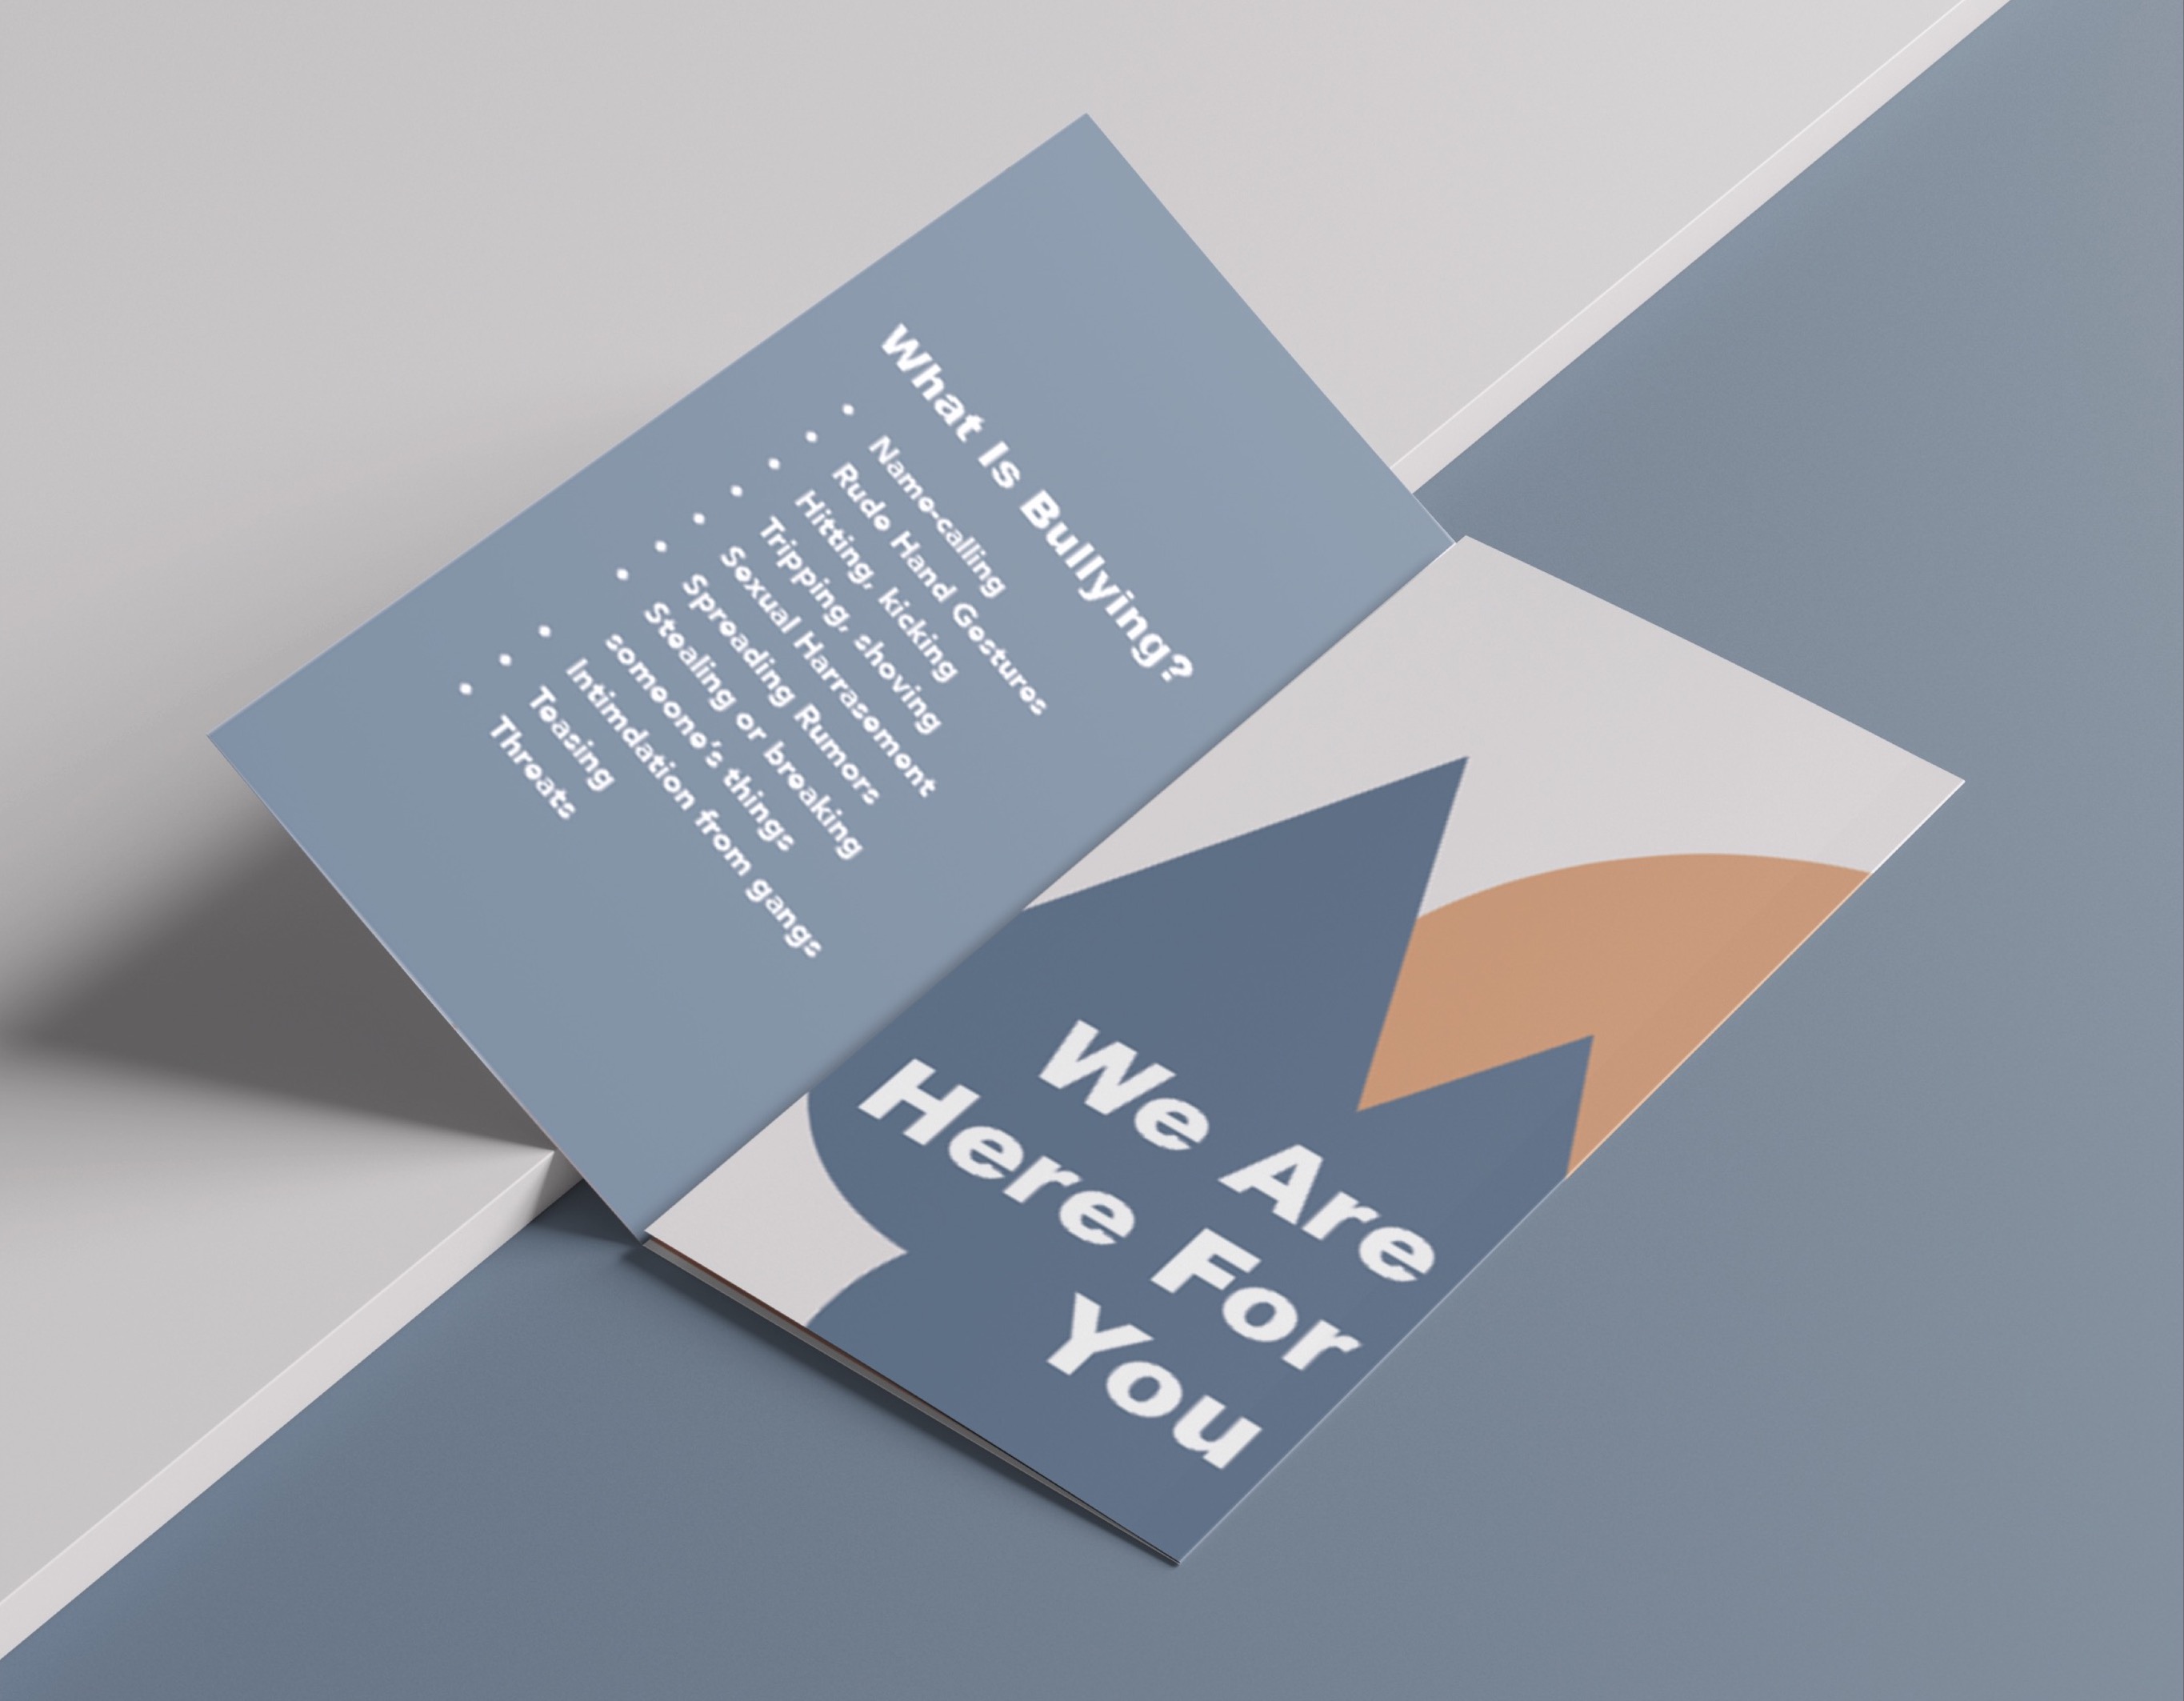 What Is Bullying?
• Name-calling
• Rude Hand Gestures
• Hitting, kicking
• Tripping, shoving
• Sexual Harrasement
• Spreading Rumors
• Stealing or breaking
someone's things
• Intimdation from gangs
• Teasing
• Threats
We Are
Here For
You